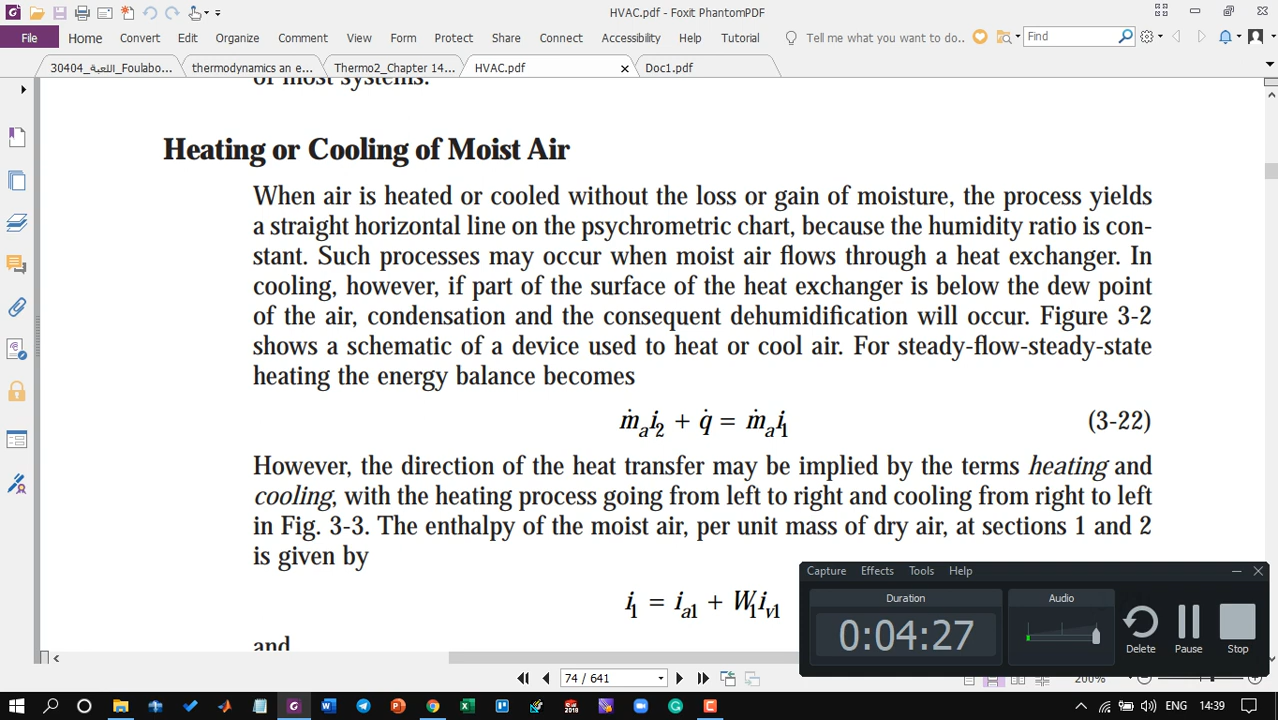 HVAC.pdf - Foxit PhantomPDF
File Home Convert Edit Organize Comment View Form Protect Share Connect Accessibility Help Tutorial Tell me what you want to do.. Find
30404_اللعبة_Foulabo... thermodynamics an e... Thermo2_Chapter 14... HVAC.pdf Doc1.pdf
of most systems.
Heating or Cooling of Moist Air
When air is heated or cooled without the loss or gain of moisture, the process yields
a straight horizontal line on the psychrometric chart, because the humidity ratio is con-
stant. Such processes may occur when moist air flows through a heat exchanger. In
cooling, however, if part of the surface of the heat exchanger is below the dew point
of the air, condensation and the consequent dehumidification will occur. Figure 3-2
shows a schematic of a device used to heat or cool air. For steady-flow-steady-state
heating the energy balance becomes
ṁₐi₂ + q̇ = ṁₐi₁ (3-22)
However, the direction of the heat transfer may be implied by the terms heating and
cooling, with the heating process going from left to right and cooling from right to left
in Fig. 3-3. The enthalpy of the moist air, per unit mass of dry air, at sections 1 and 2
is given by
i₁ = iₐ₁ + W₁iᵥ₁
and
Capture Effects Tools Help
Duration Audio
0:04:27
Delete Pause Stop
74 / 641
200%
ENG 14:39